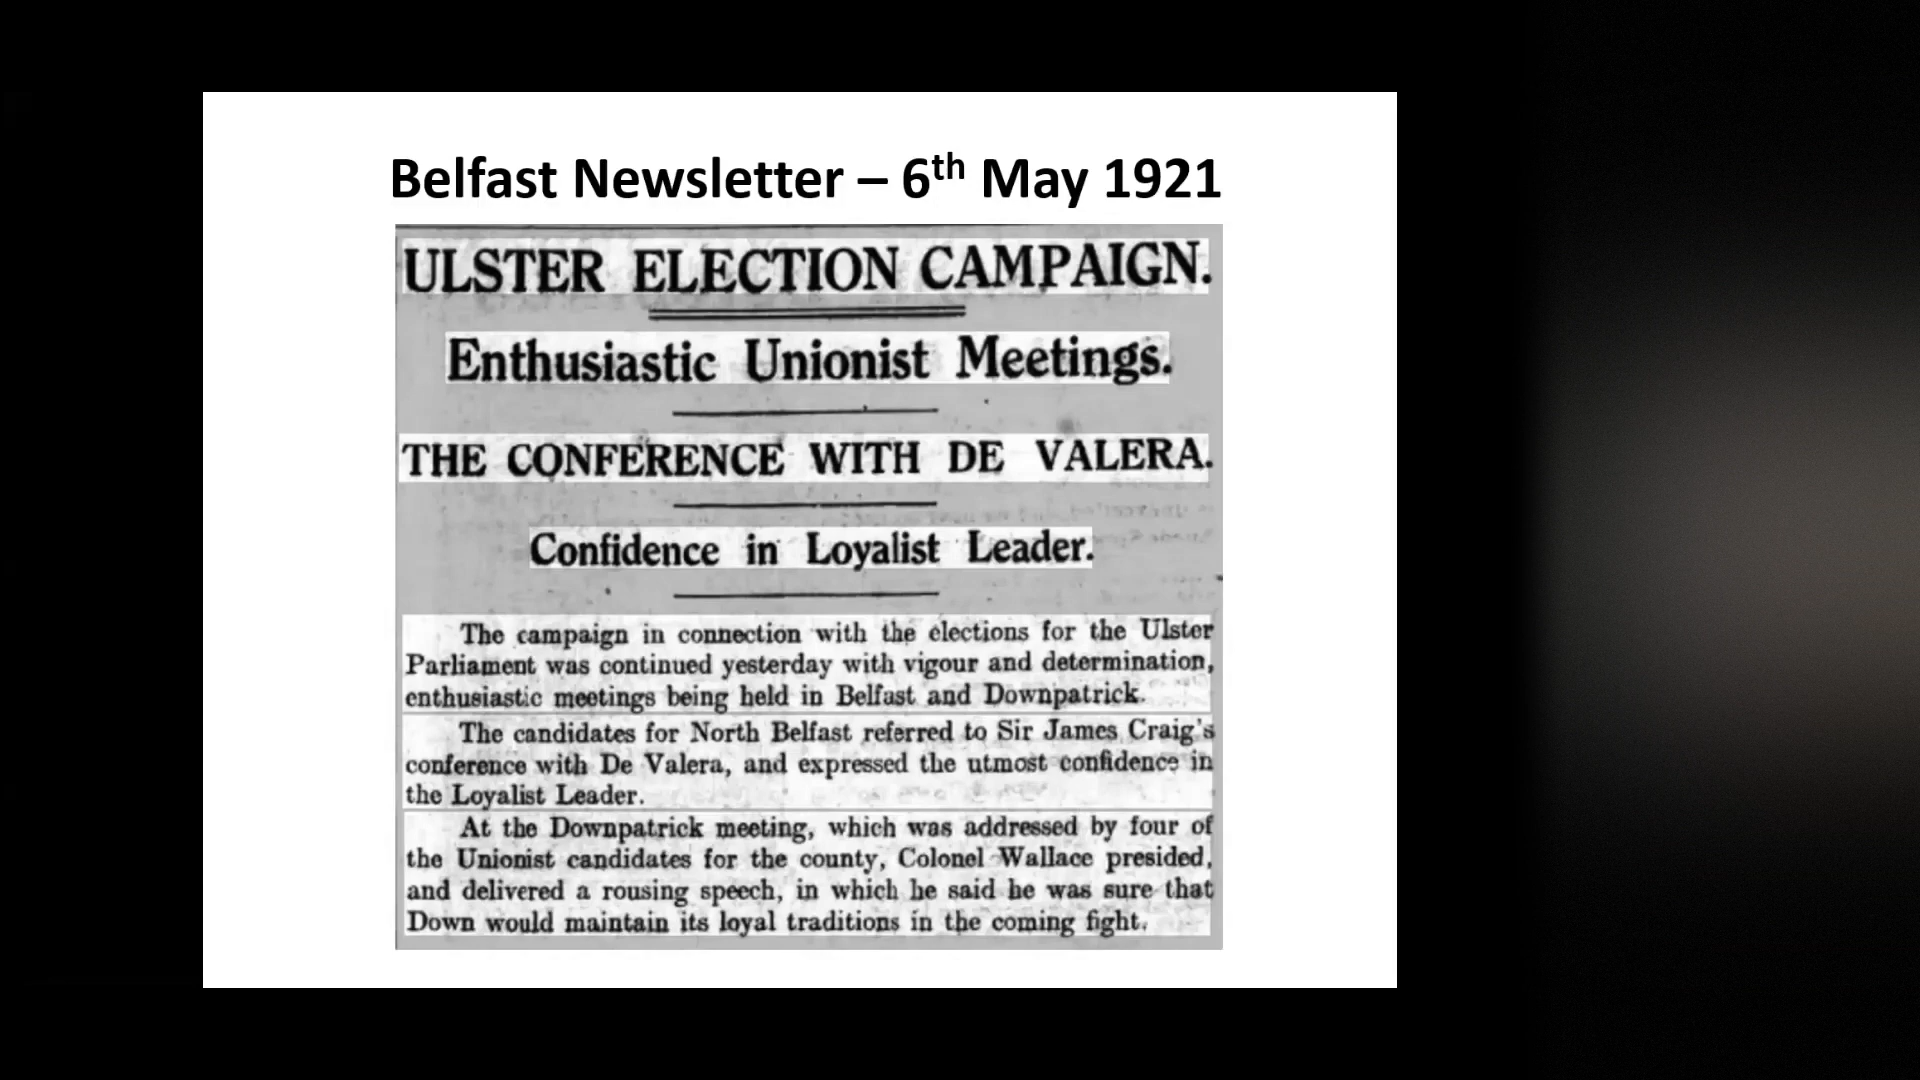 Belfast Newsletter – 6th May 1921
ULSTER ELECTION CAMPAIGN.
Enthusiastic Unionist Meetings.
THE CONFERENCE WITH DE VALERA.
Confidence in Loyalist Leader.
The campaign in connection with the elections for the Ulster
Parliament was continued yesterday with vigour and determination,
enthusiastic meetings being held in Belfast and Downpatrick.
The candidates for North Belfast referred to Sir James Craig's
conference with De Valera, and expressed the utmost confidence in
the Loyalist Leader.
At the Downpatrick meeting, which was addressed by four of
the Unionist candidates for the county, Colonel Wallace presided,
and delivered a rousing speech, in which he said he was sure that
Down would maintain its loyal traditions in the coming fight.